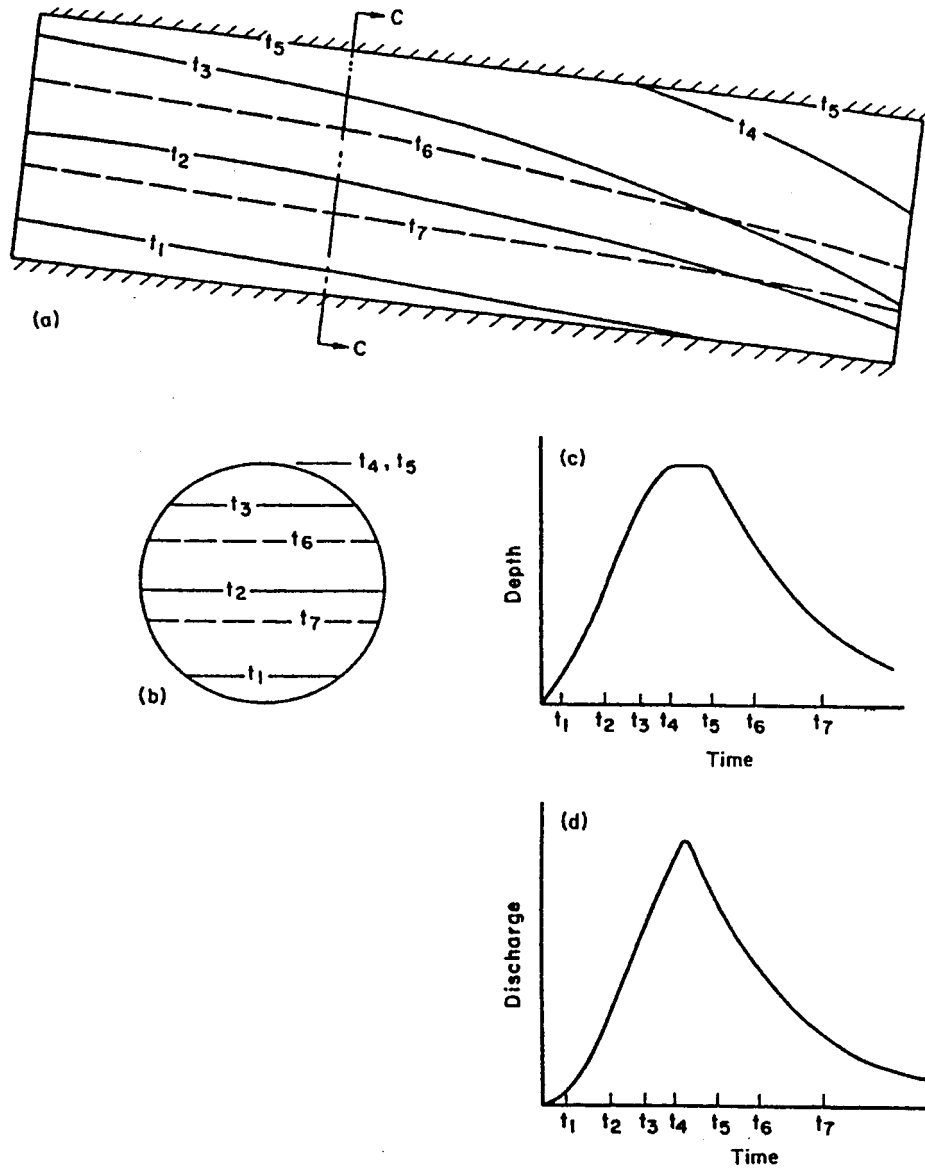 C
t5
t3
t5
t4
t6
t2
t7
t1
(a)
C
t4, t5
t3
t6
t2
t7
t1
(b)
(c)
Depth
t1 t2 t3 t4 t5 t6 t7
Time
(d)
Discharge
t1 t2 t3 t4 t5 t6 t7
Time